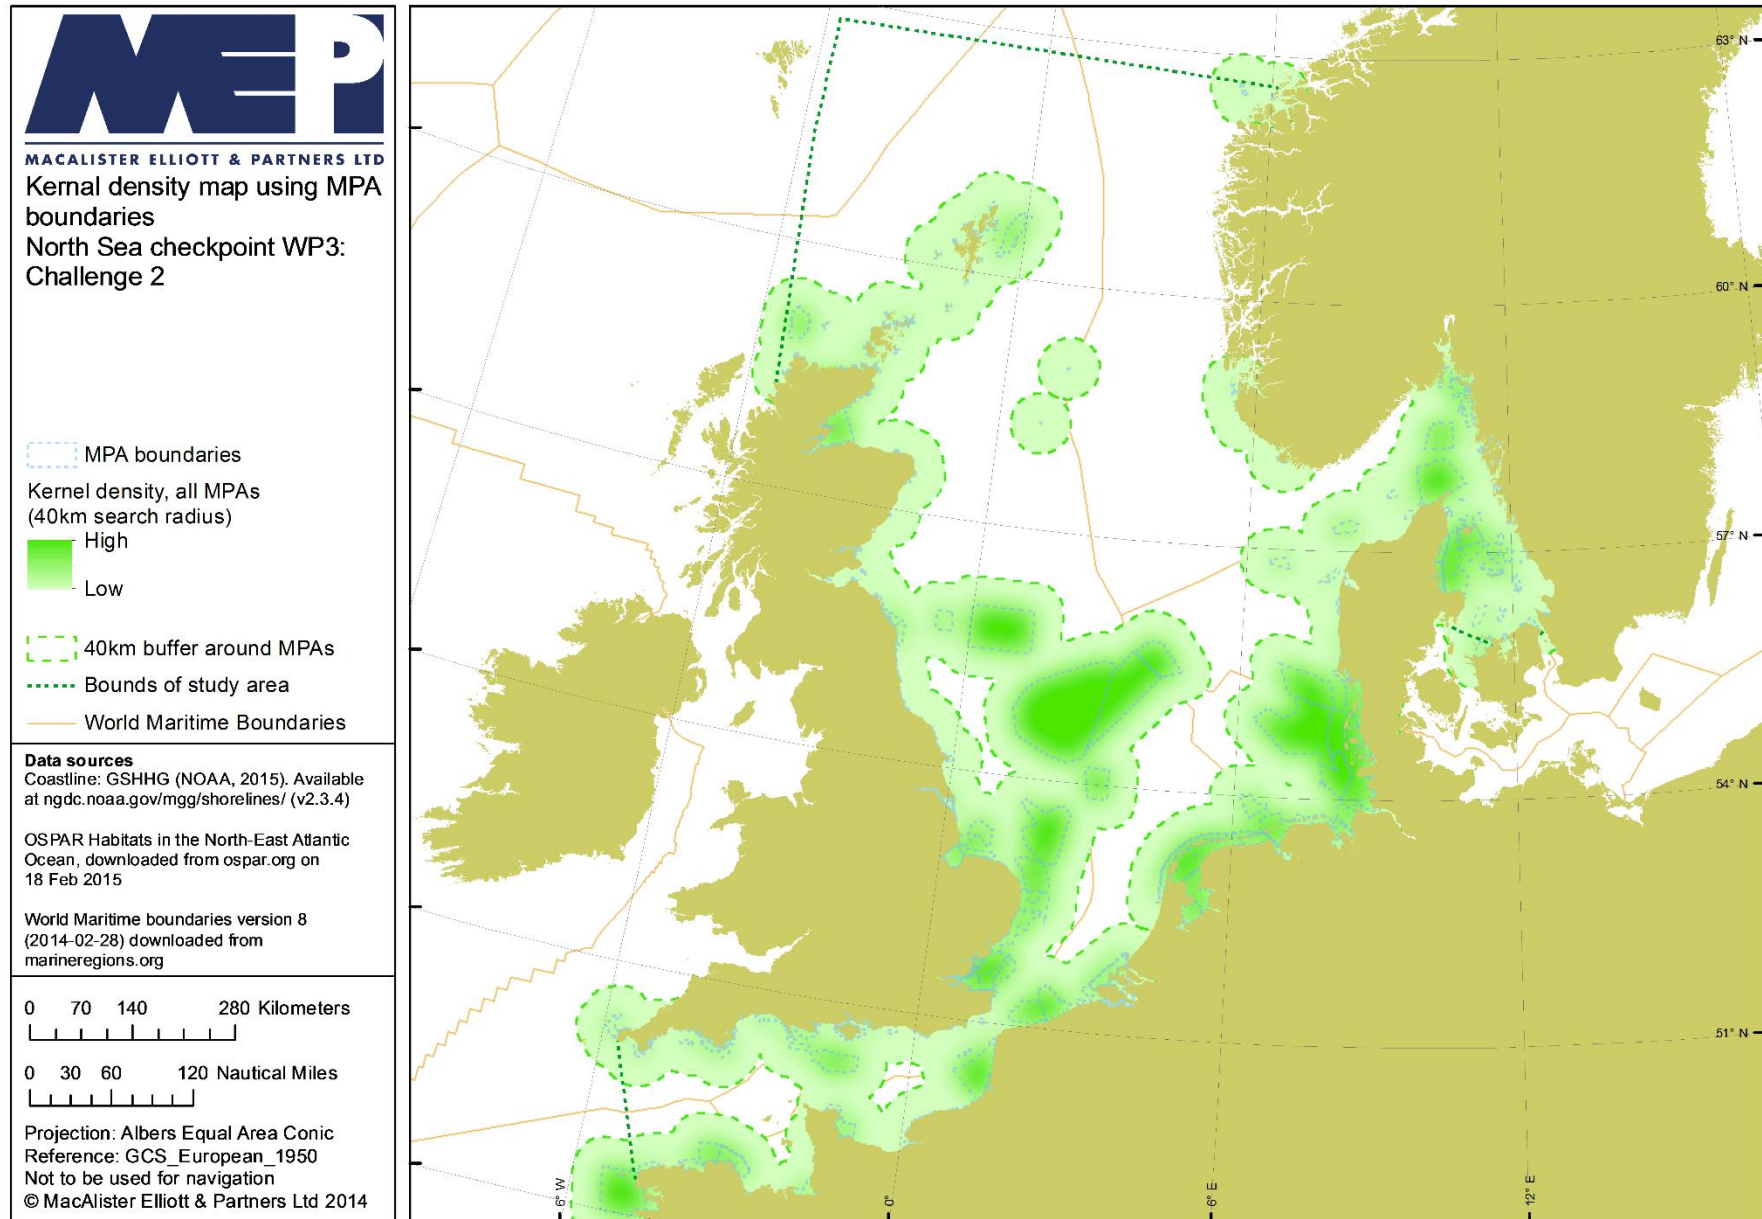 MEP
MACALISTER ELLIOTT & PARTNERS LTD
Kernal density map using MPA
boundaries
North Sea checkpoint WP3:
Challenge 2
MPA boundaries
Kernel density, all MPAs
(40km search radius)
High
Low
40km buffer around MPAs
Bounds of study area
World Maritime Boundaries
Data sources
Coastline: GSHHG (NOAA, 2015). Available
at ngdc.noaa.gov/mgg/shorelines/ (v2.3.4)
OSPAR Habitats in the North-East Atlantic
Ocean, downloaded from ospar.org on
18 Feb 2015
World Maritime boundaries version 8
(2014-02-28) downloaded from
marineregions.org
0 70 140 280 Kilometers
0 30 60 120 Nautical Miles
Projection: Albers Equal Area Conic
Reference: GCS_European_1950
Not to be used for navigation
© MacAlister Elliott & Partners Ltd 2014
63° N
60° N
57° N
54° N
51° N
6° W
0°
6° E
12° E